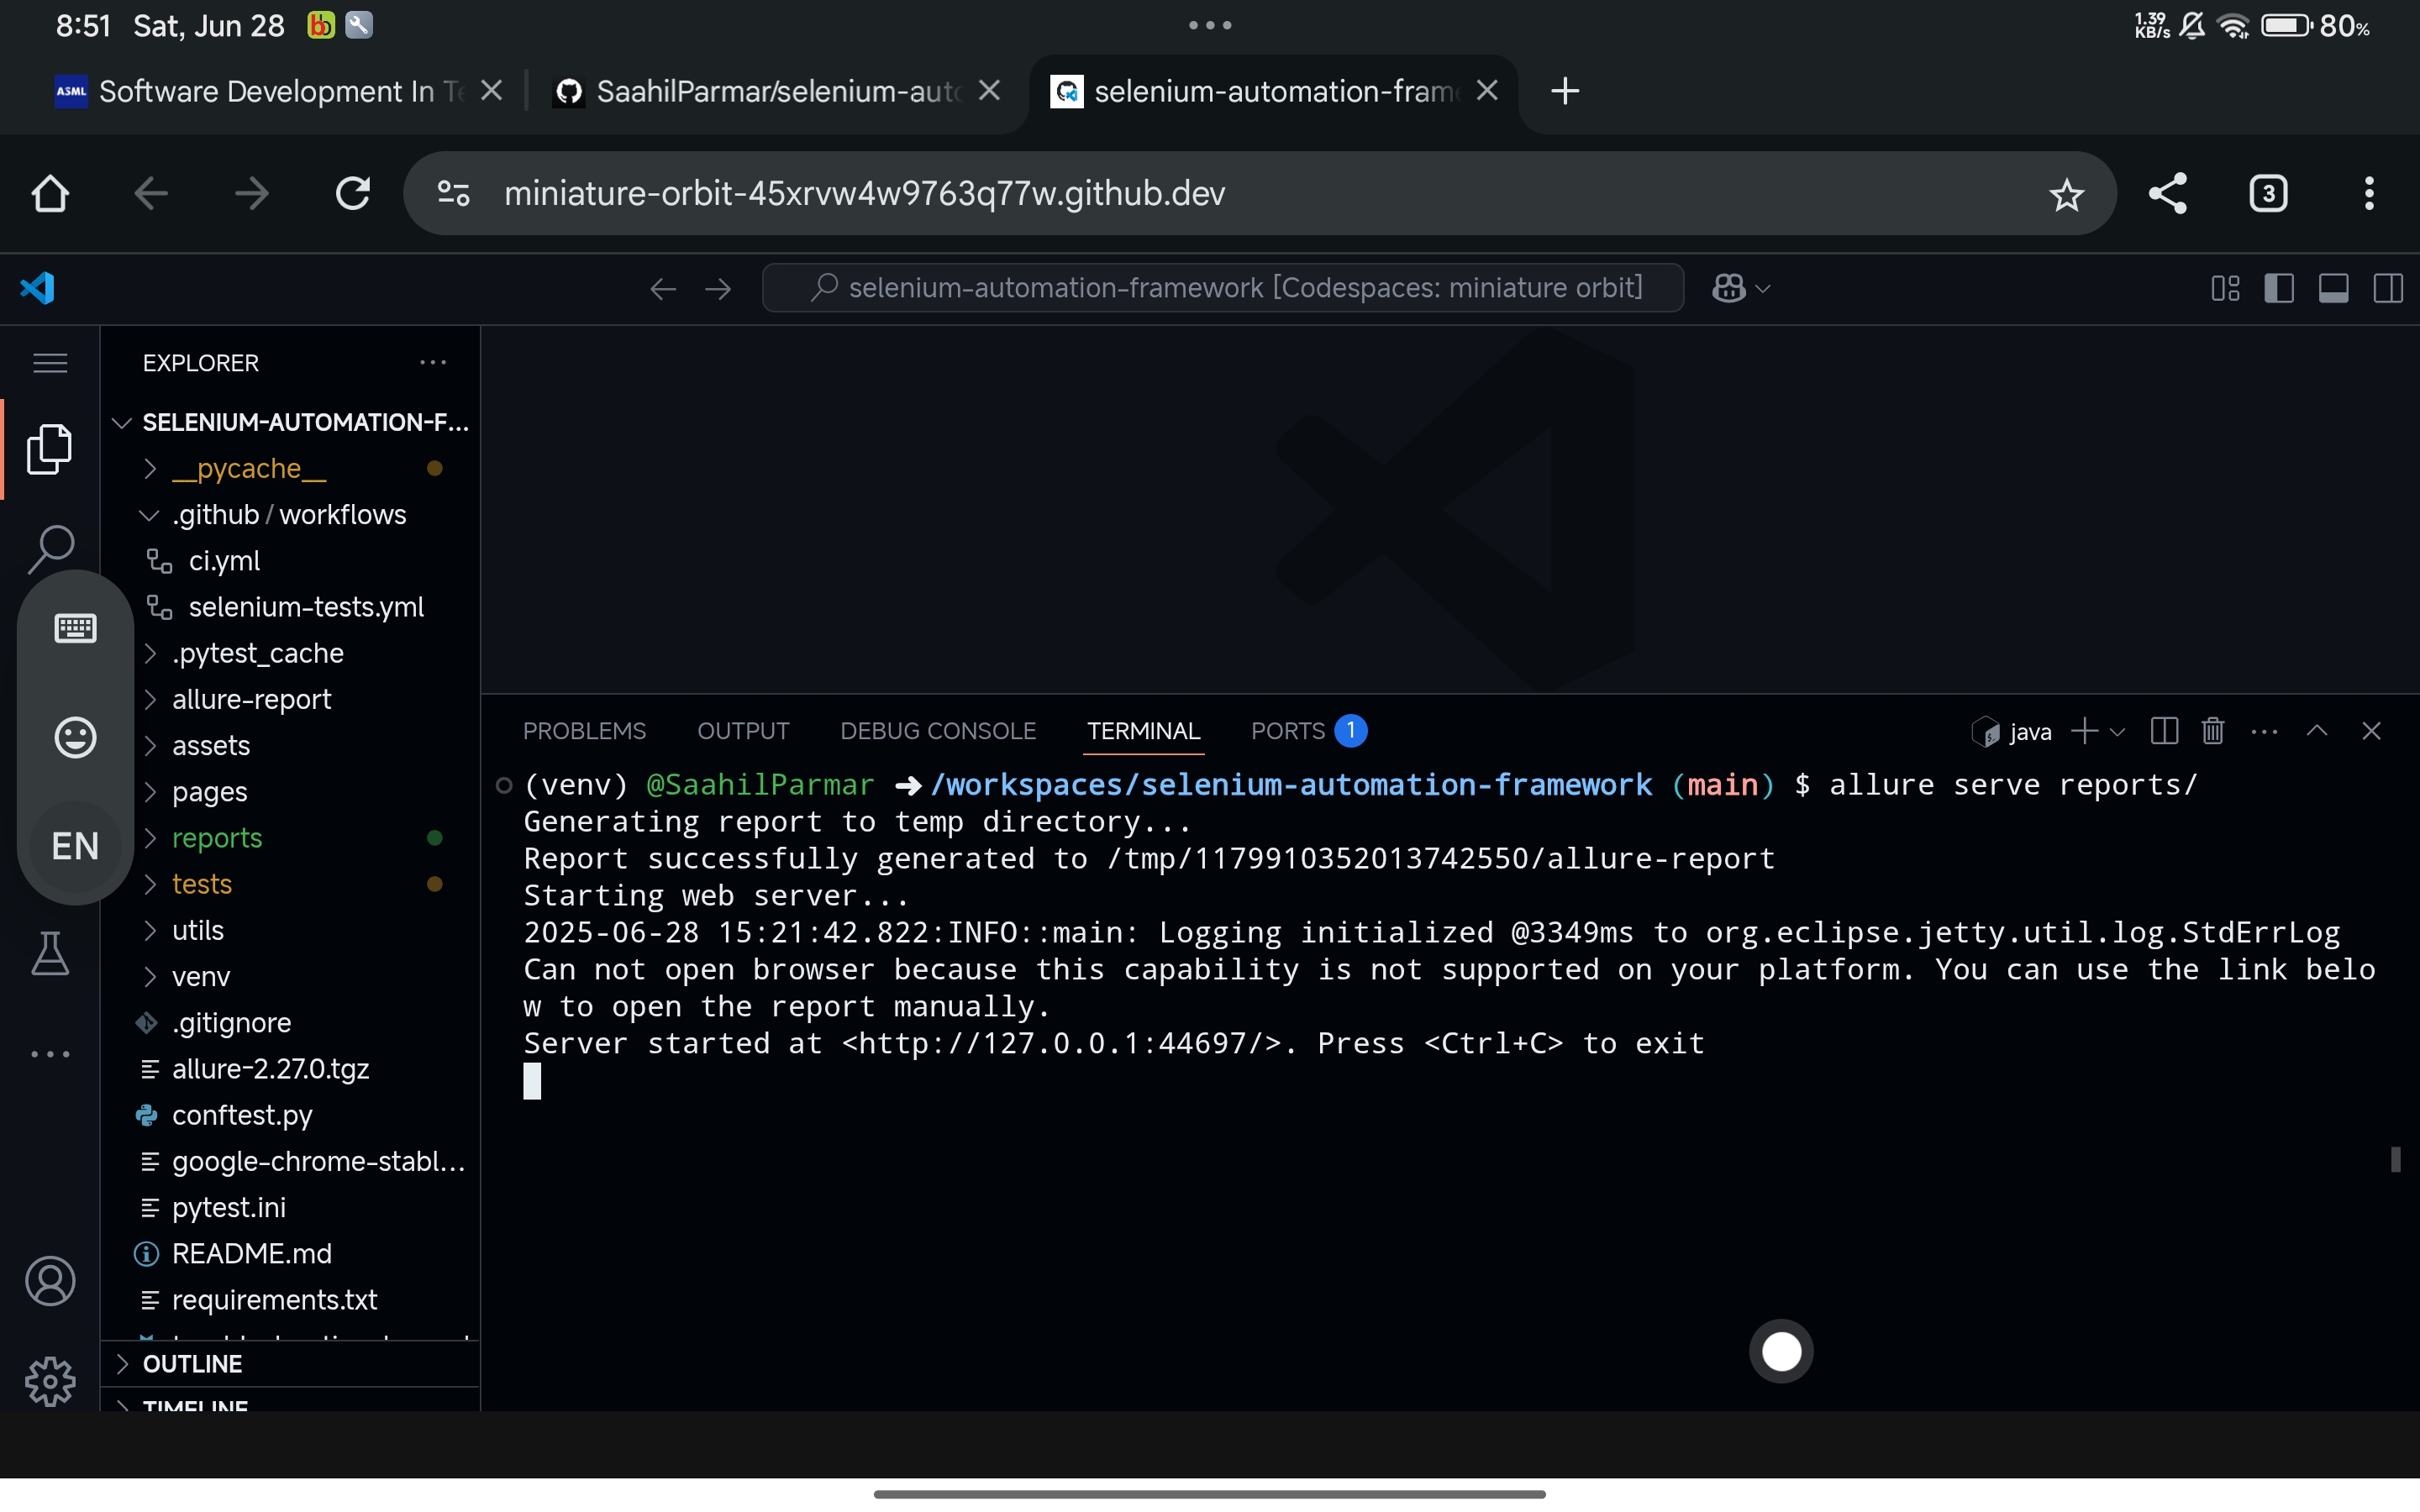 8:51 Sat, Jun 28
1.39 KB/s 80%
ASML Software Development In Te
SaahilParmar/selenium-auto
selenium-automation-frame
miniature-orbit-45xrvw4w9763q77w.github.dev
3
selenium-automation-framework [Codespaces: miniature orbit]
EXPLORER
SELENIUM-AUTOMATION-F...
__pycache__
.github / workflows
ci.yml
selenium-tests.yml
.pytest_cache
allure-report
assets
pages
reports
tests
utils
venv
.gitignore
allure-2.27.0.tgz
conftest.py
google-chrome-stabl...
pytest.ini
README.md
requirements.txt
OUTLINE
TIMELINE
EN
PROBLEMS OUTPUT DEBUG CONSOLE TERMINAL PORTS 1
java
(venv) @SaahilParmar ➜ /workspaces/selenium-automation-framework (main) $ allure serve reports/
Generating report to temp directory...
Report successfully generated to /tmp/1179910352013742550/allure-report
Starting web server...
2025-06-28 15:21:42.822:INFO::main: Logging initialized @3349ms to org.eclipse.jetty.util.log.StdErrLog
Can not open browser because this capability is not supported on your platform. You can use the link belo
w to open the report manually.
Server started at <http://127.0.0.1:44697/>. Press <Ctrl+C> to exit